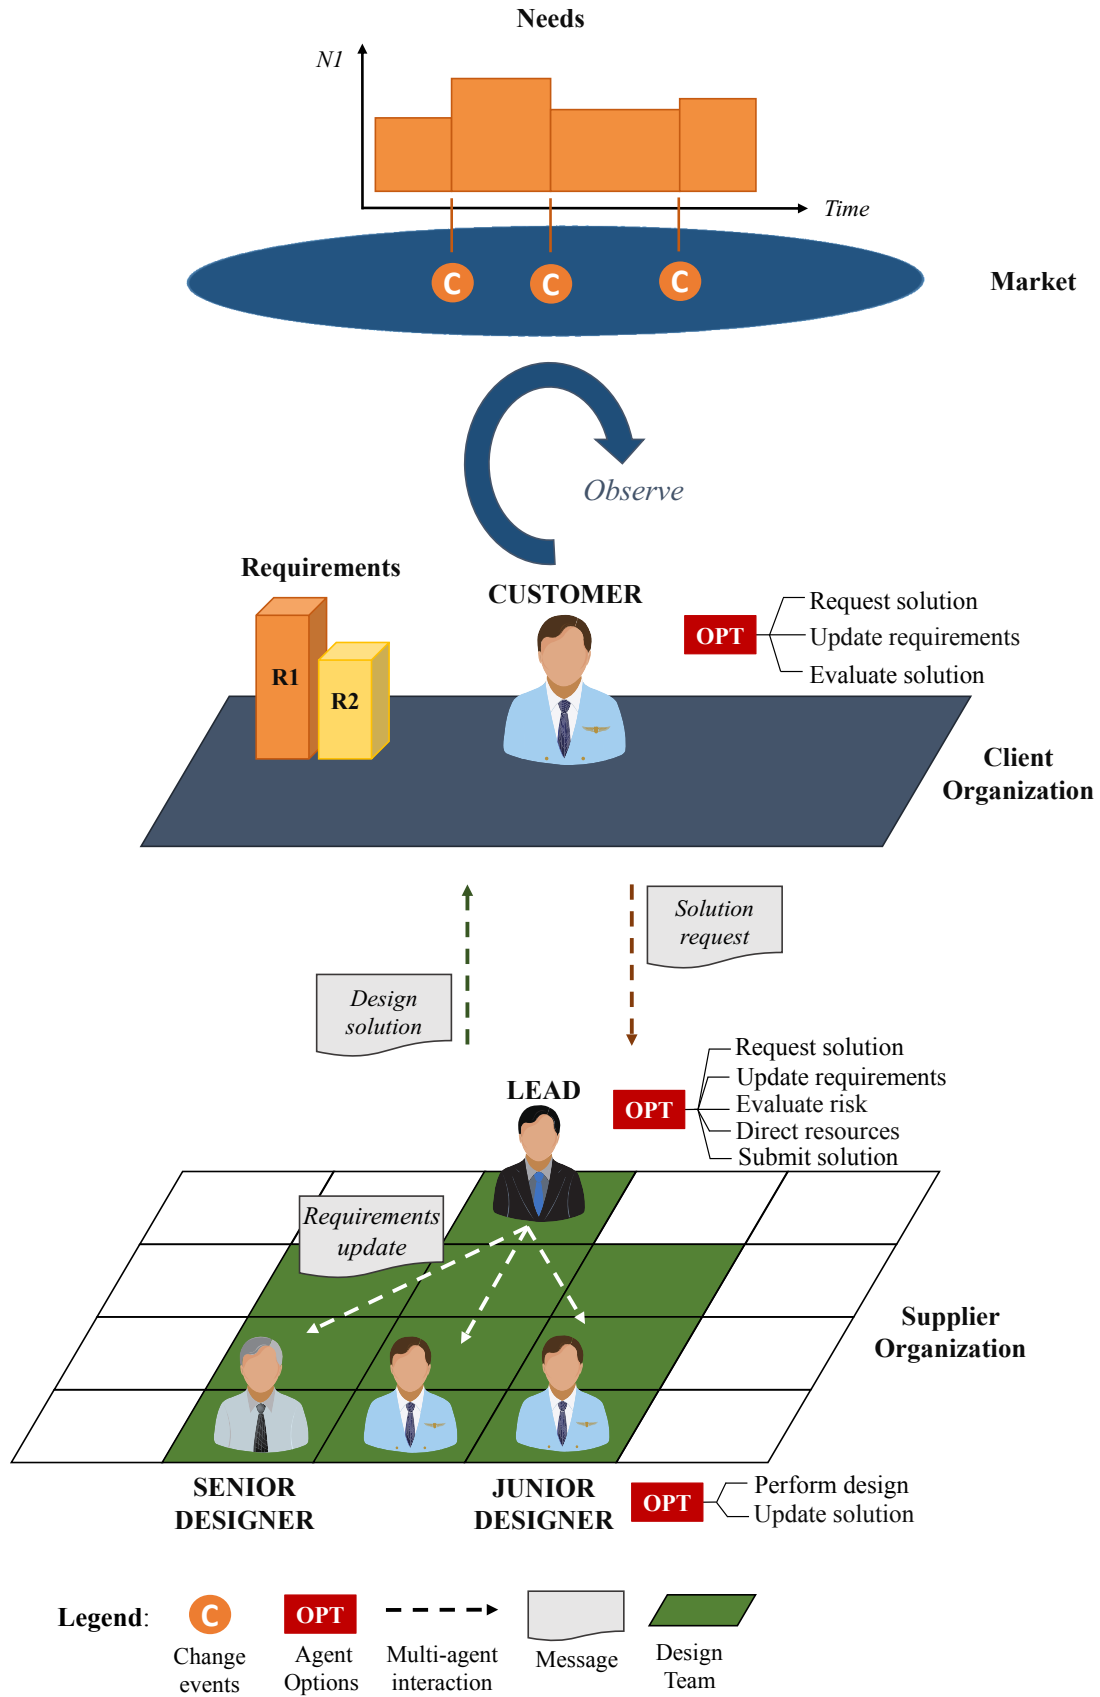 Needs
N1
Time
C
C
C
Market
Observe
Requirements
R1
R2
CUSTOMER
OPT
Request solution
Update requirements
Evaluate solution
Client
Organization
Solution
request
Design
solution
LEAD
OPT
Request solution
Update requirements
Evaluate risk
Direct resources
Submit solution
Requirements
update
Supplier
Organization
SENIOR
DESIGNER
JUNIOR
DESIGNER
OPT
Perform design
Update solution
Legend:
C
Change
events
OPT
Agent
Options
Multi-agent
interaction
Message
Design
Team